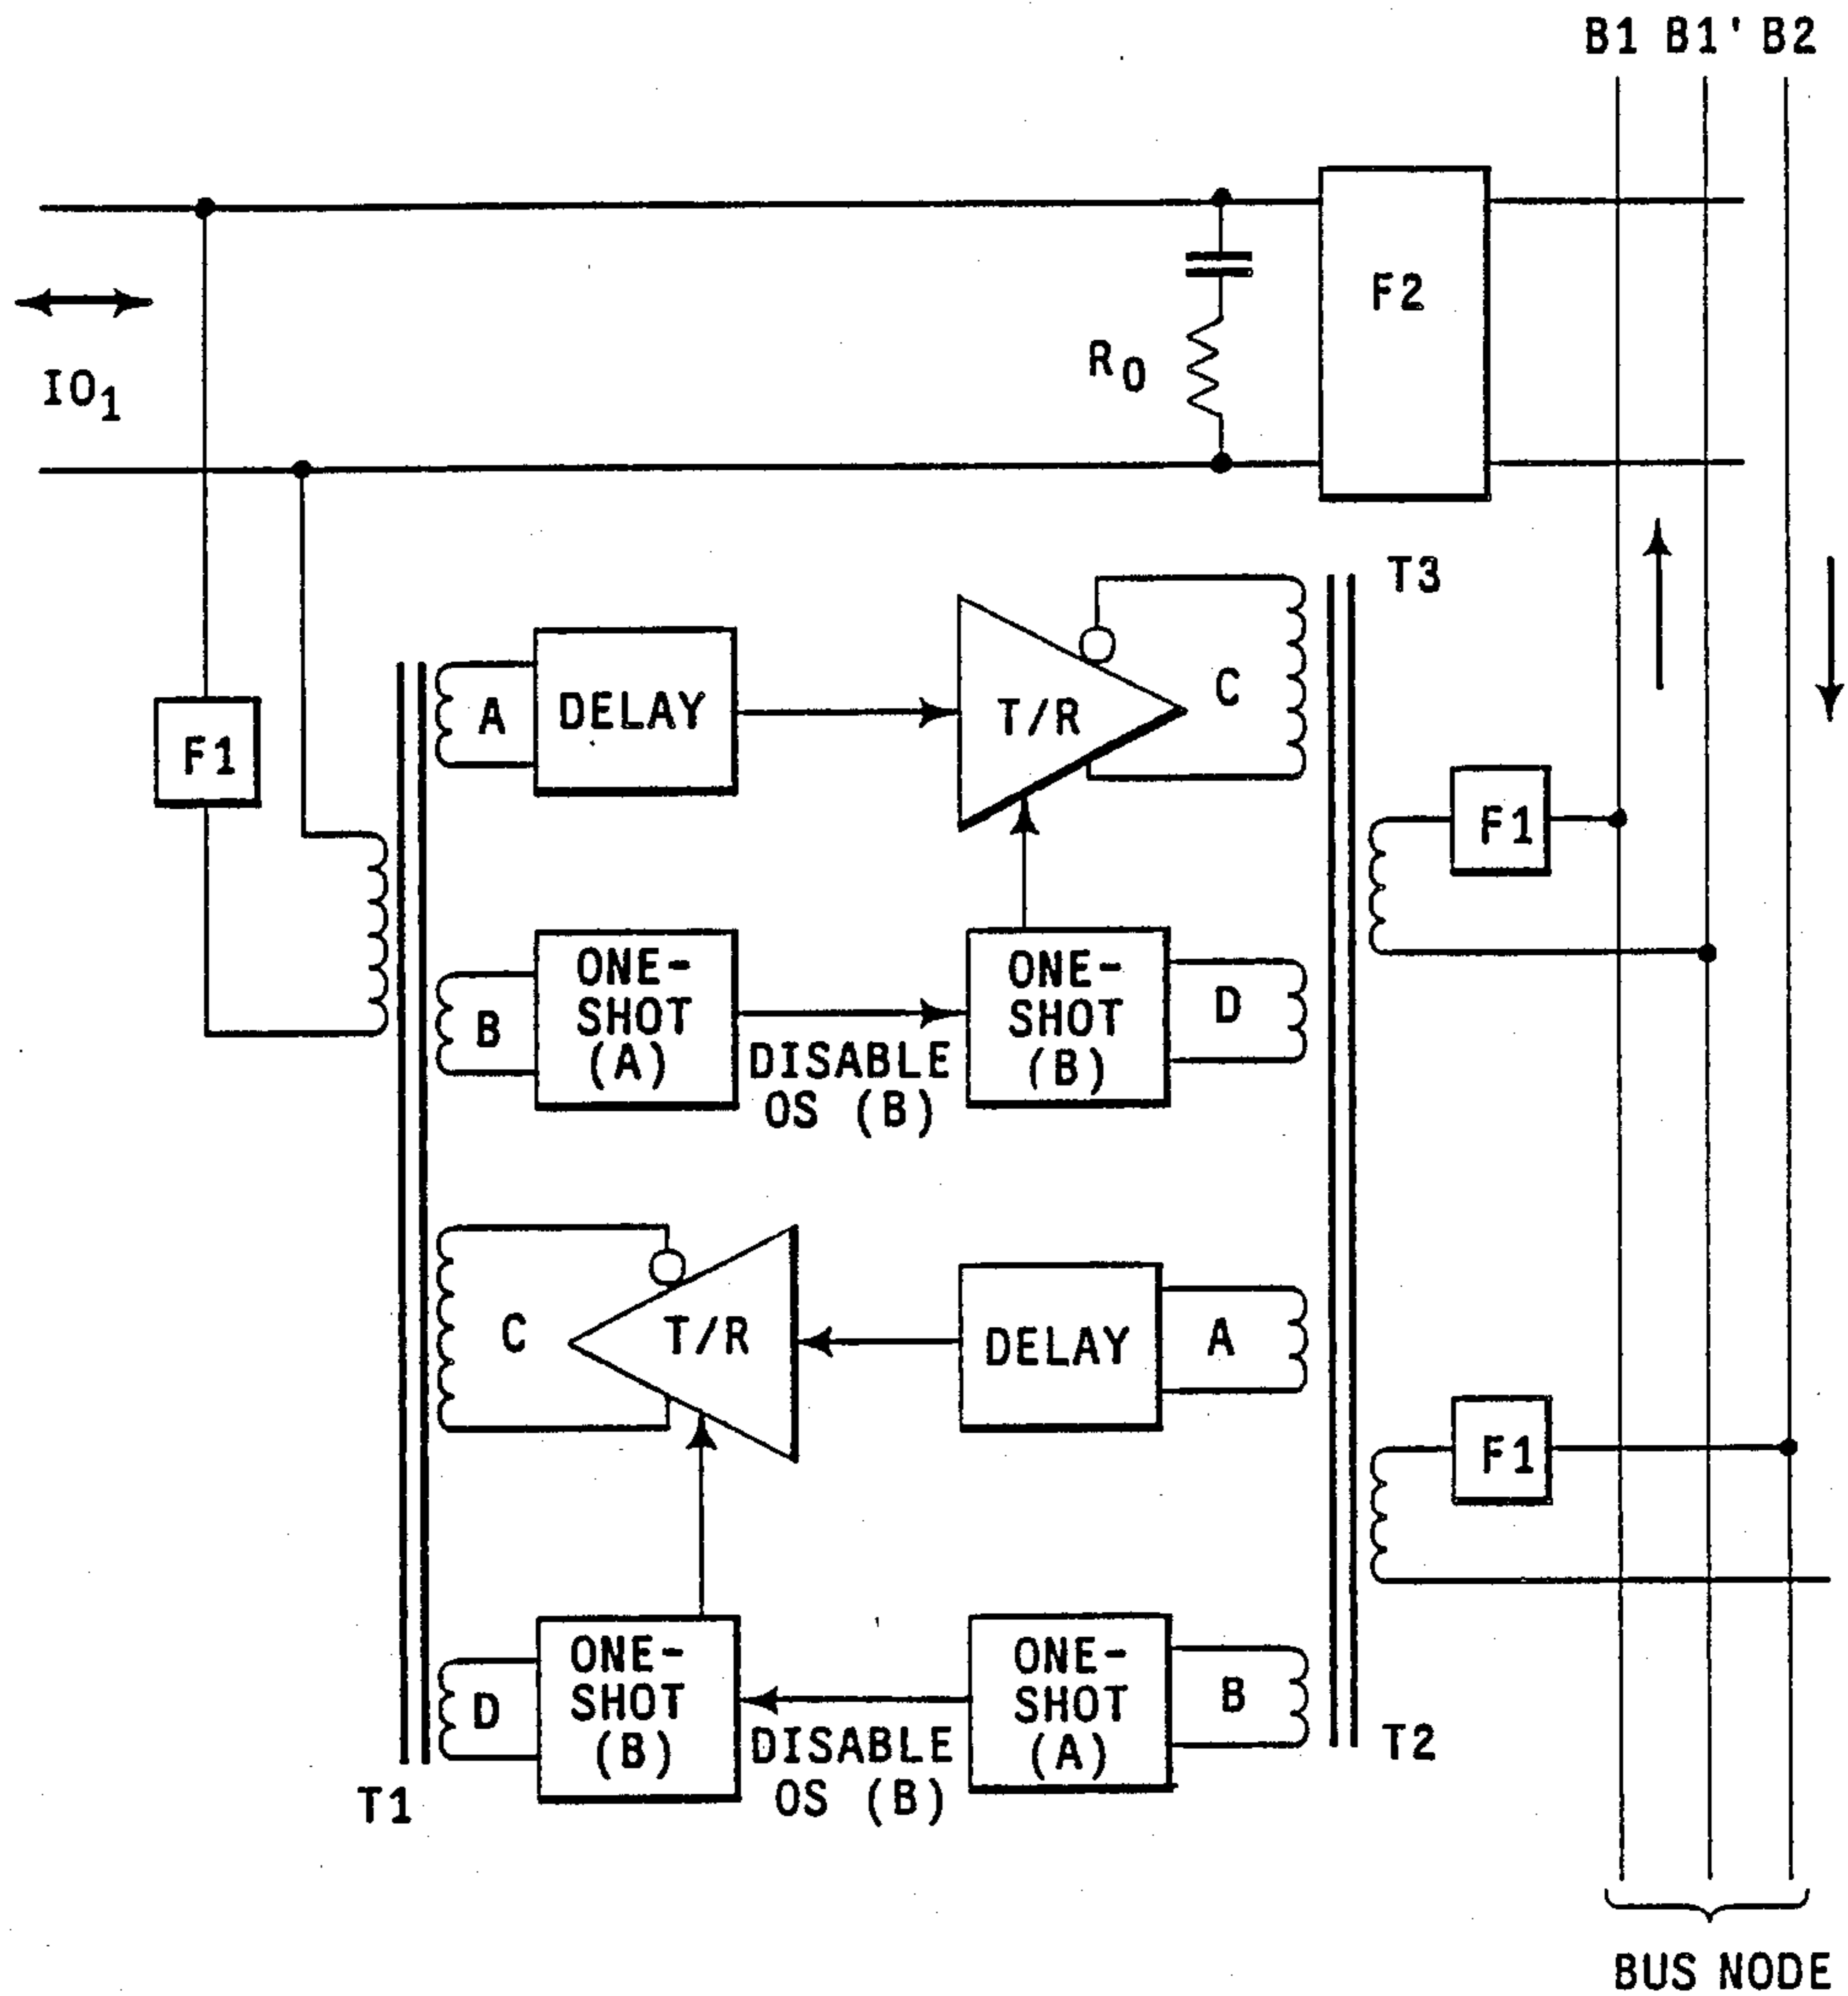 B1 B1' B2
F2
R0
IO1
T3
A
DELAY
T/R
C
F1
F1
ONE-
SHOT
(A)
B
DISABLE
OS (B)
ONE-
SHOT
(B)
D
C
T/R
DELAY
A
F1
D
ONE-
SHOT
(B)
DISABLE
OS (B)
ONE-
SHOT
(A)
B
T2
T1
BUS NODE